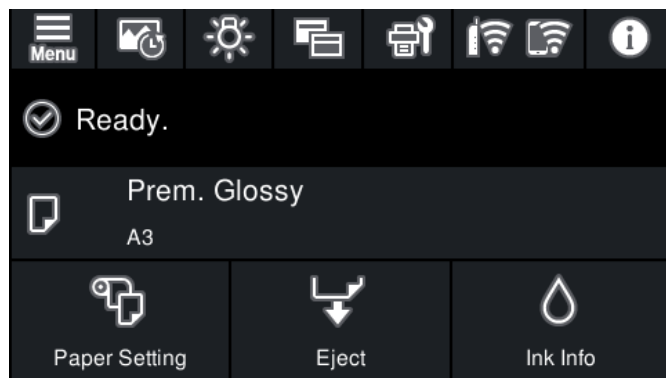 Menu
Ready.
Prem. Glossy
A3
Paper Setting
Eject
Ink Info